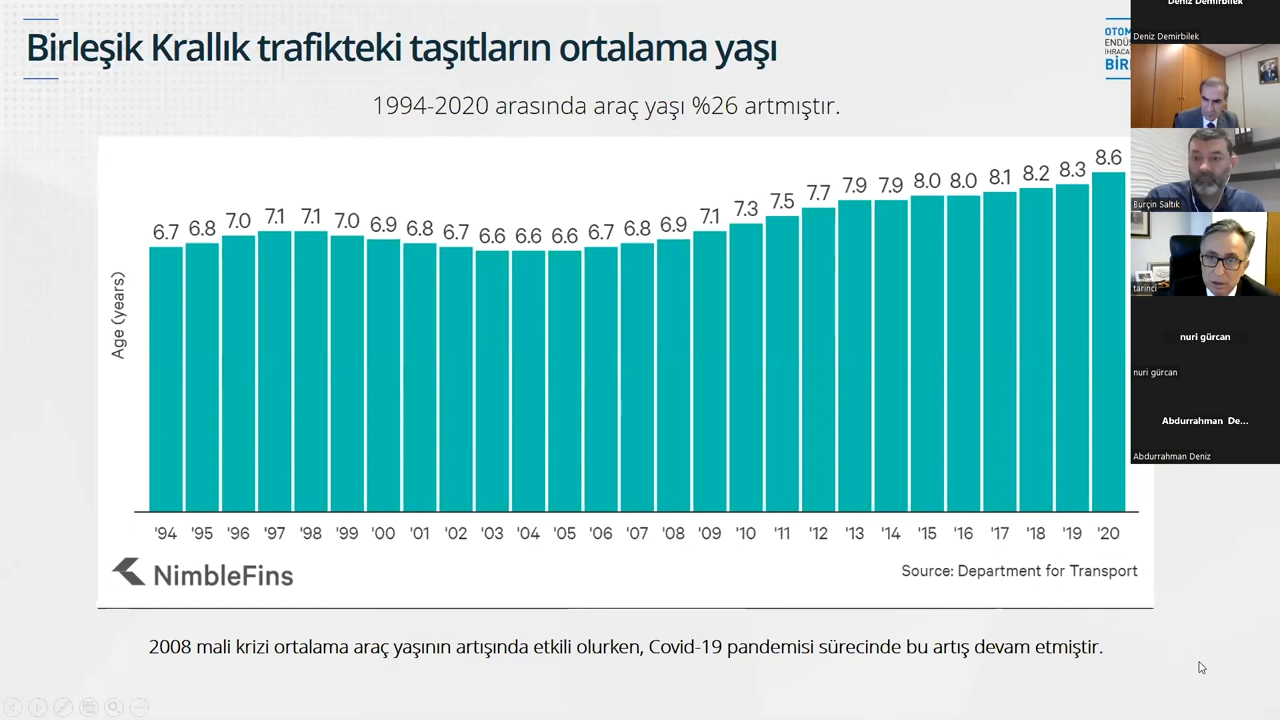 Birleşik Krallık trafikteki taşıtların ortalama yaşı
1994-2020 arasında araç yaşı %26 artmıştır.
6.7 6.8 7.0 7.1 7.1 7.0 6.9 6.8 6.7 6.6 6.6 6.6 6.7 6.8 6.9 7.1 7.3 7.5 7.7 7.9 7.9 8.0 8.0 8.1 8.2 8.3 8.6
Age (years)
'94 '95 '96 '97 '98 '99 '00 '01 '02 '03 '04 '05 '06 '07 '08 '09 '10 '11 '12 '13 '14 '15 '16 '17 '18 '19 '20
NimbleFins
Source: Department for Transport
2008 mali krizi ortalama araç yaşının artışında etkili olurken, Covid-19 pandemisi sürecinde bu artış devam etmiştir.
OTOM
ENDÜS
İHRACA
BİRL
Deniz Demirbilek
Deniz Demirbilek
Burçin Saltık
tarinci
nuri gürcan
nuri gürcan
Abdurrahman De...
Abdurrahman Deniz